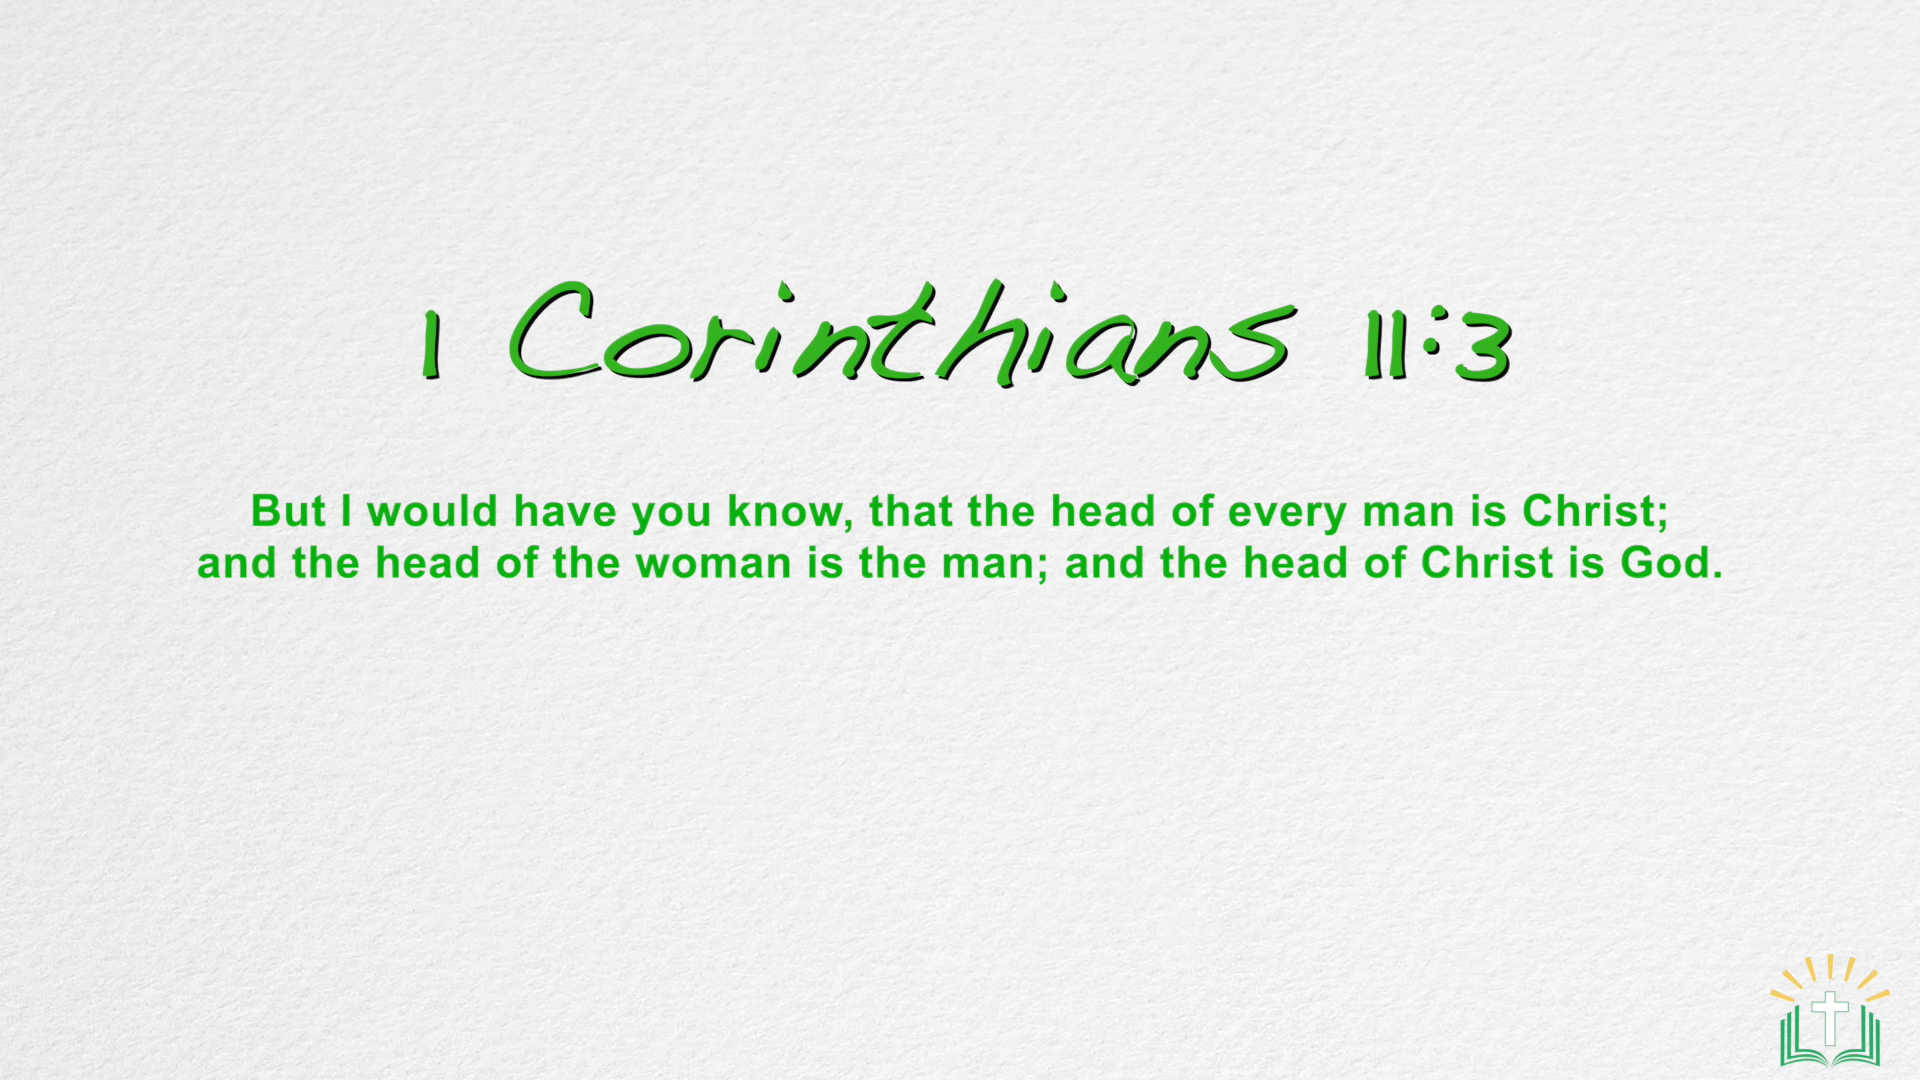 1 Corinthians 11:3
But I would have you know, that the head of every man is Christ;
and the head of the woman is the man; and the head of Christ is God.